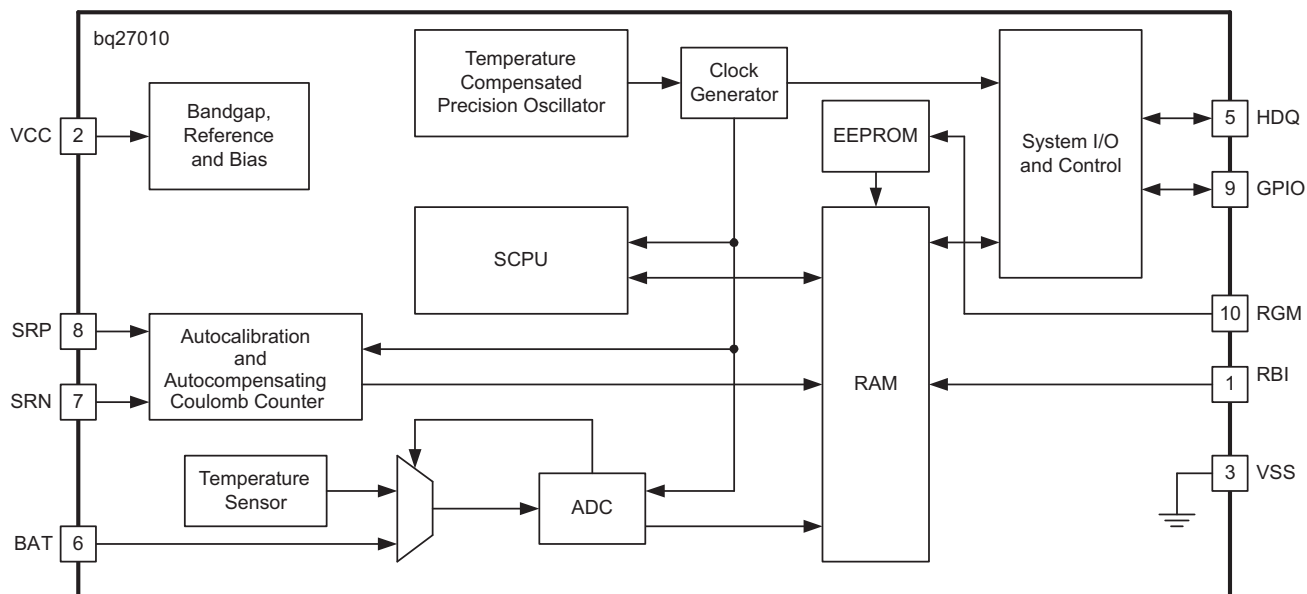 bq27010
Temperature
Compensated
Precision Oscillator
Clock
Generator
Bandgap,
Reference
and Bias
VCC
2
EEPROM
System I/O
and Control
5
HDQ
9
GPIO
SCPU
SRP
8
SRN
7
Autocalibration
and
Autocompensating
Coulomb Counter
RAM
10
RGM
1
RBI
Temperature
Sensor
ADC
3
VSS
BAT
6